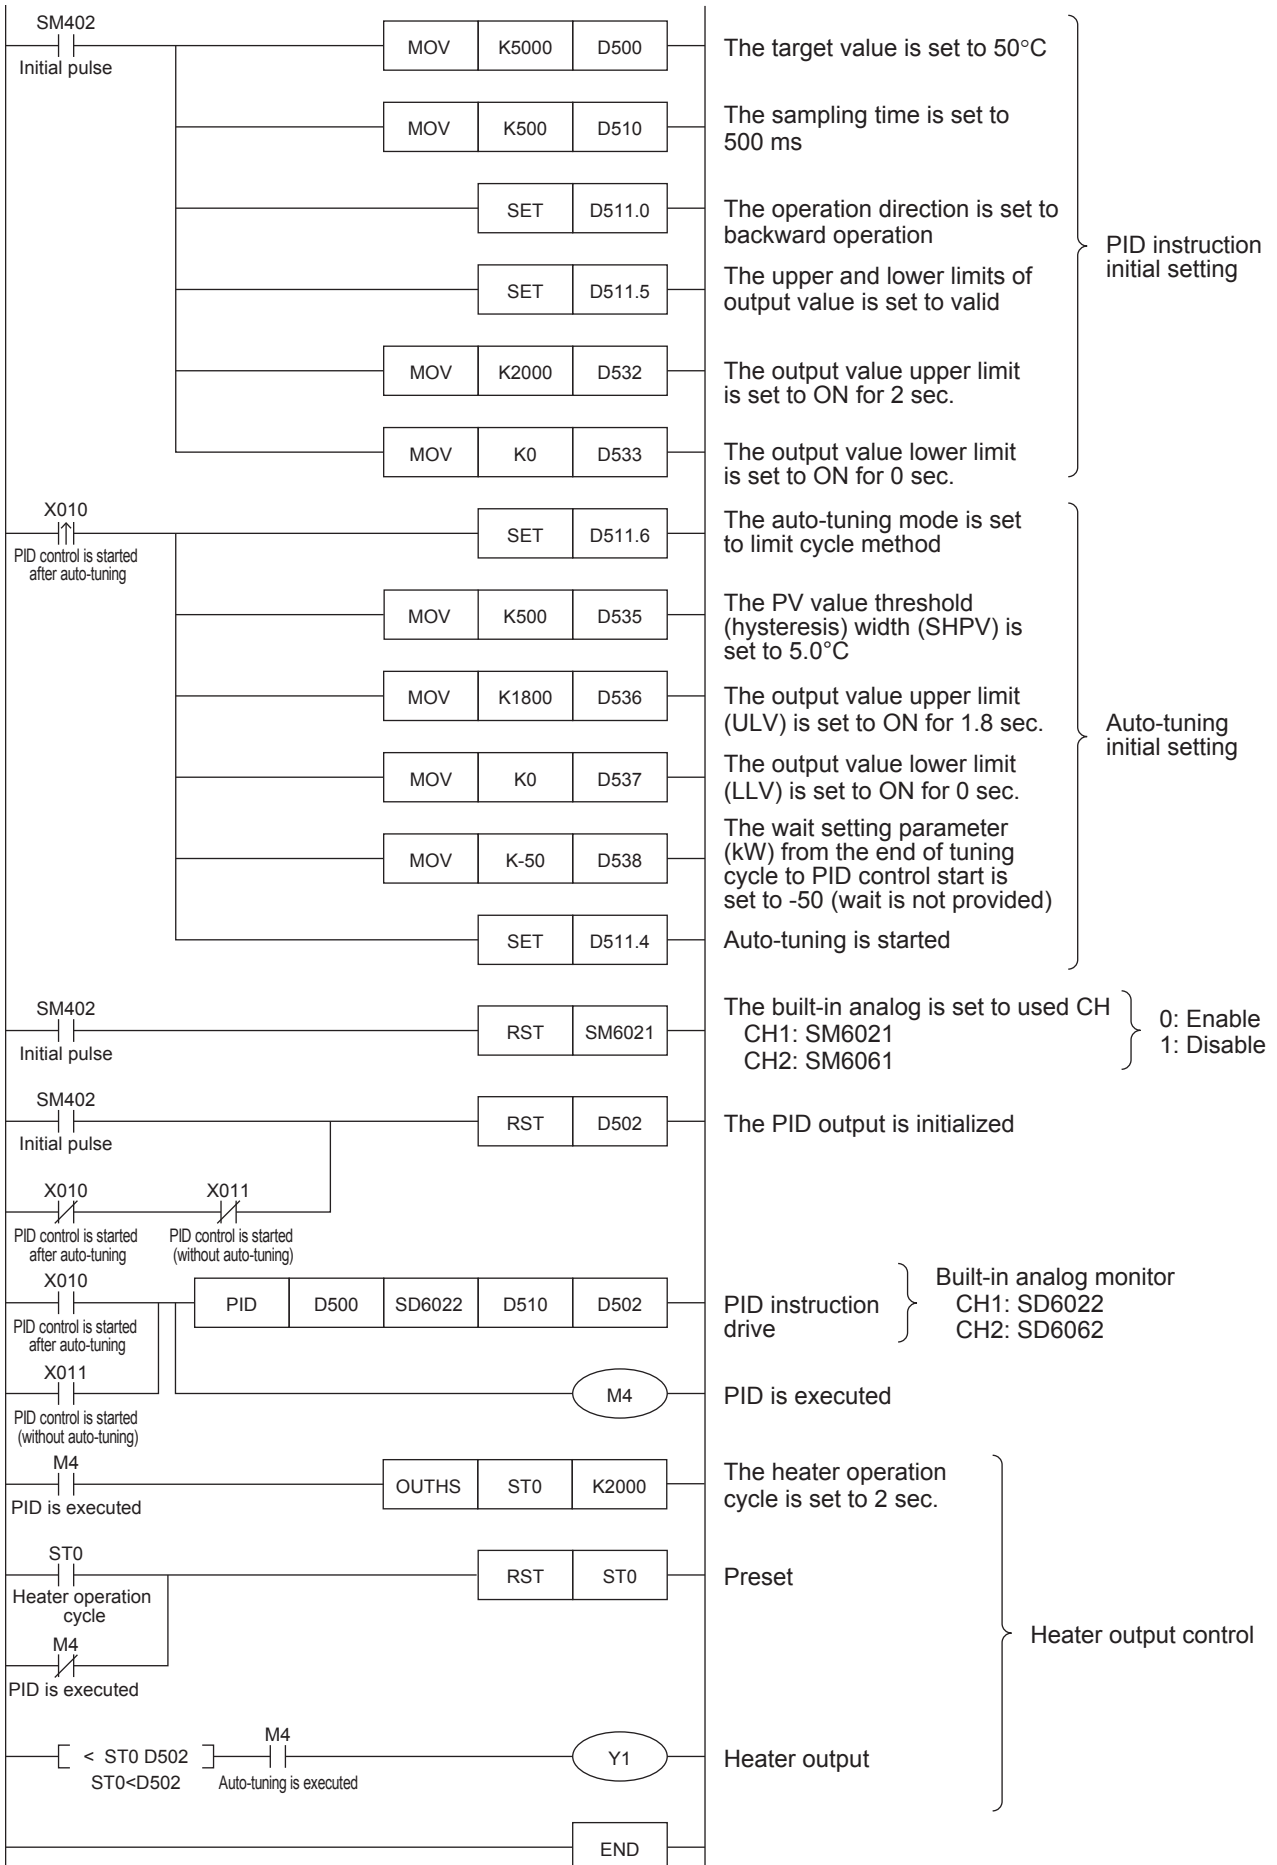 SM402
Initial pulse
MOV K5000 D500
The target value is set to 50°C
MOV K500 D510
The sampling time is set to
500 ms
SET D511.0
The operation direction is set to
backward operation
PID instruction
initial setting
SET D511.5
The upper and lower limits of
output value is set to valid
MOV K2000 D532
The output value upper limit
is set to ON for 2 sec.
MOV K0 D533
The output value lower limit
is set to ON for 0 sec.
X010
PID control is started
after auto-tuning
SET D511.6
The auto-tuning mode is set
to limit cycle method
MOV K500 D535
The PV value threshold
(hysteresis) width (SHPV) is
set to 5.0°C
MOV K1800 D536
The output value upper limit
(ULV) is set to ON for 1.8 sec.
Auto-tuning
initial setting
MOV K0 D537
The output value lower limit
(LLV) is set to ON for 0 sec.
MOV K-50 D538
The wait setting parameter
(kW) from the end of tuning
cycle to PID control start is
set to -50 (wait is not provided)
SET D511.4
Auto-tuning is started
SM402
Initial pulse
RST SM6021
The built-in analog is set to used CH
CH1: SM6021
CH2: SM6061
0: Enable
1: Disable
SM402
Initial pulse
RST D502
The PID output is initialized
X010
PID control is started
after auto-tuning
X011
PID control is started
(without auto-tuning)
X010
PID control is started
after auto-tuning
PID D500 SD6022 D510 D502
PID instruction
drive
Built-in analog monitor
CH1: SD6022
CH2: SD6062
X011
PID control is started
(without auto-tuning)
M4
PID is executed
M4
PID is executed
OUTHS ST0 K2000
The heater operation
cycle is set to 2 sec.
ST0
Heater operation
cycle
RST ST0
Preset
M4
PID is executed
Heater output control
< ST0 D502
ST0<D502
M4
Auto-tuning is executed
Y1
Heater output
END